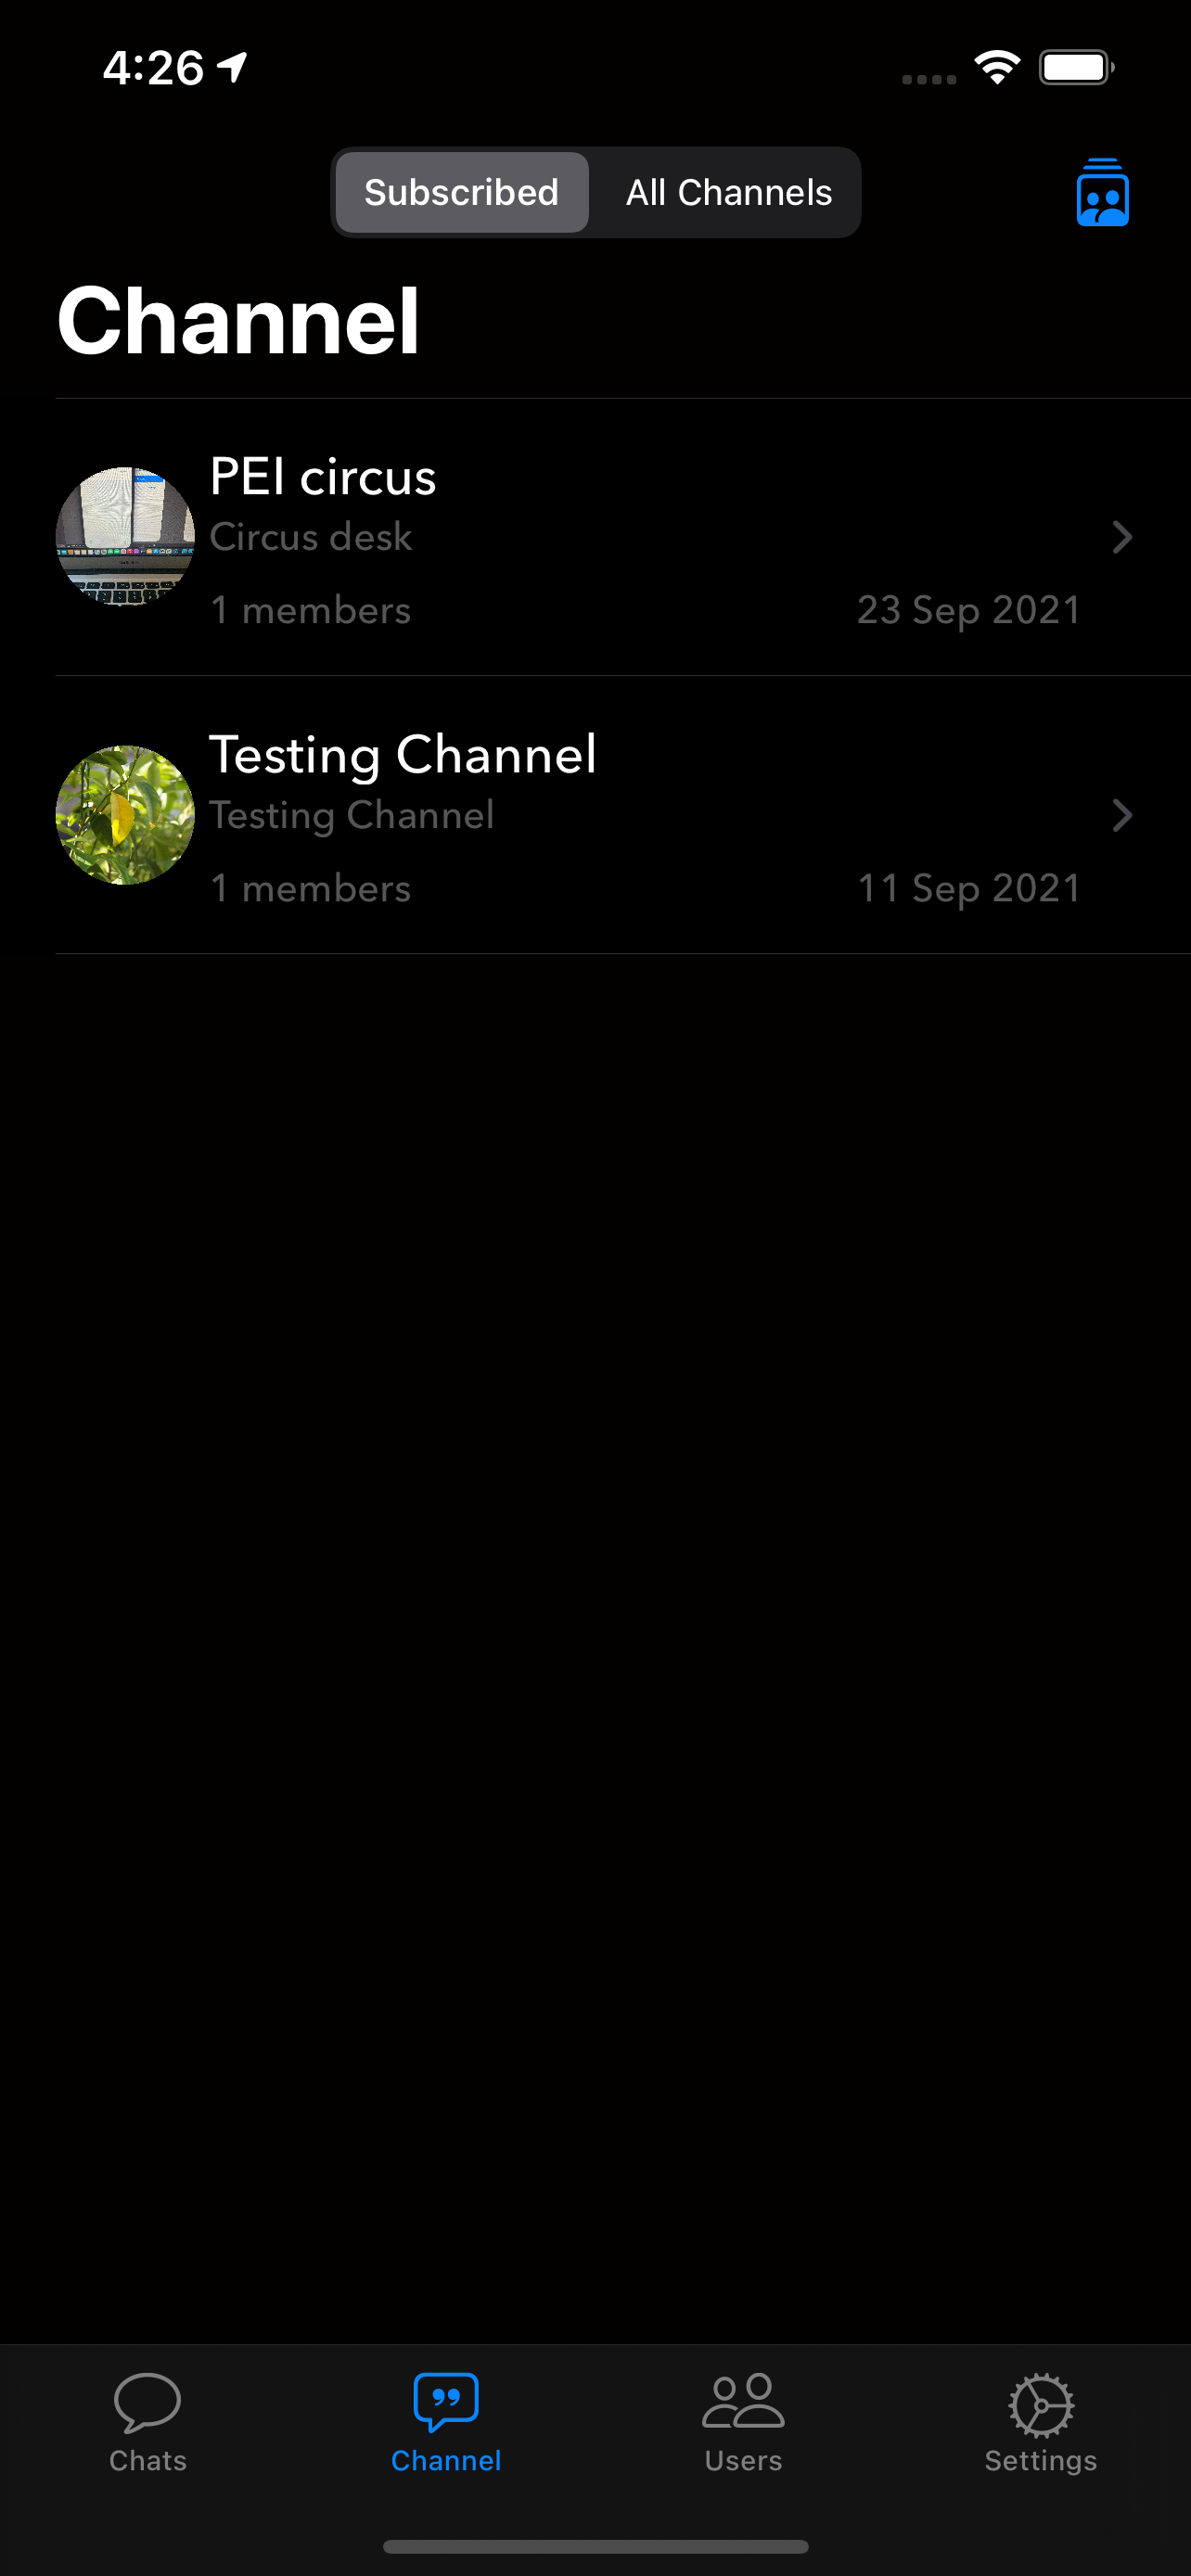 4:26
Subscribed All Channels
Channel
PEI circus
Circus desk
1 members 23 Sep 2021
Testing Channel
Testing Channel
1 members 11 Sep 2021
Chats Channel Users Settings